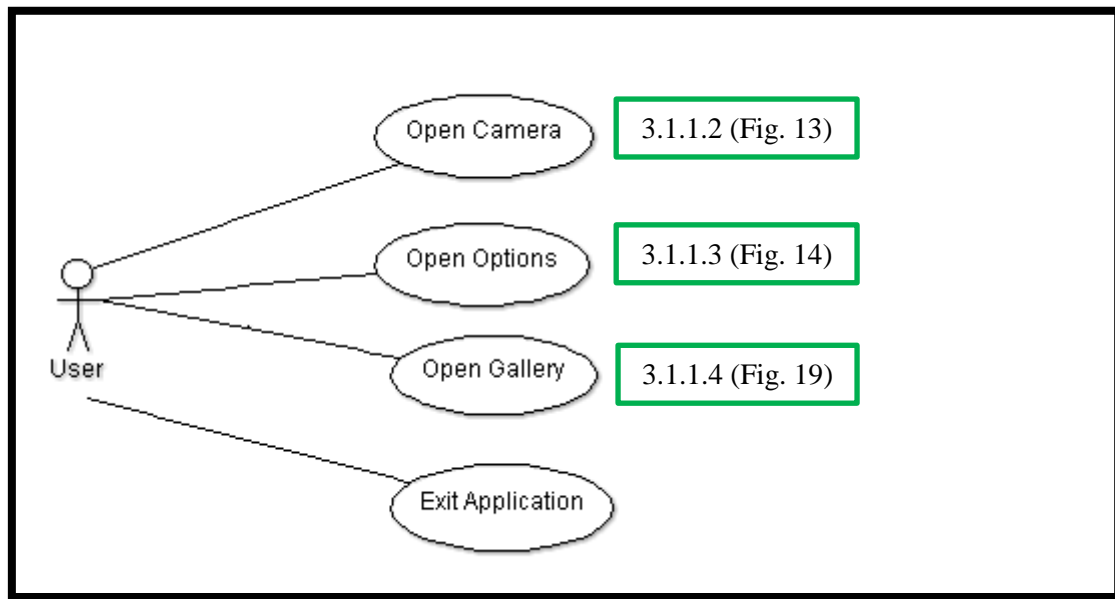 Open Camera
3.1.1.2 (Fig. 13)
Open Options
3.1.1.3 (Fig. 14)
User
Open Gallery
3.1.1.4 (Fig. 19)
Exit Application